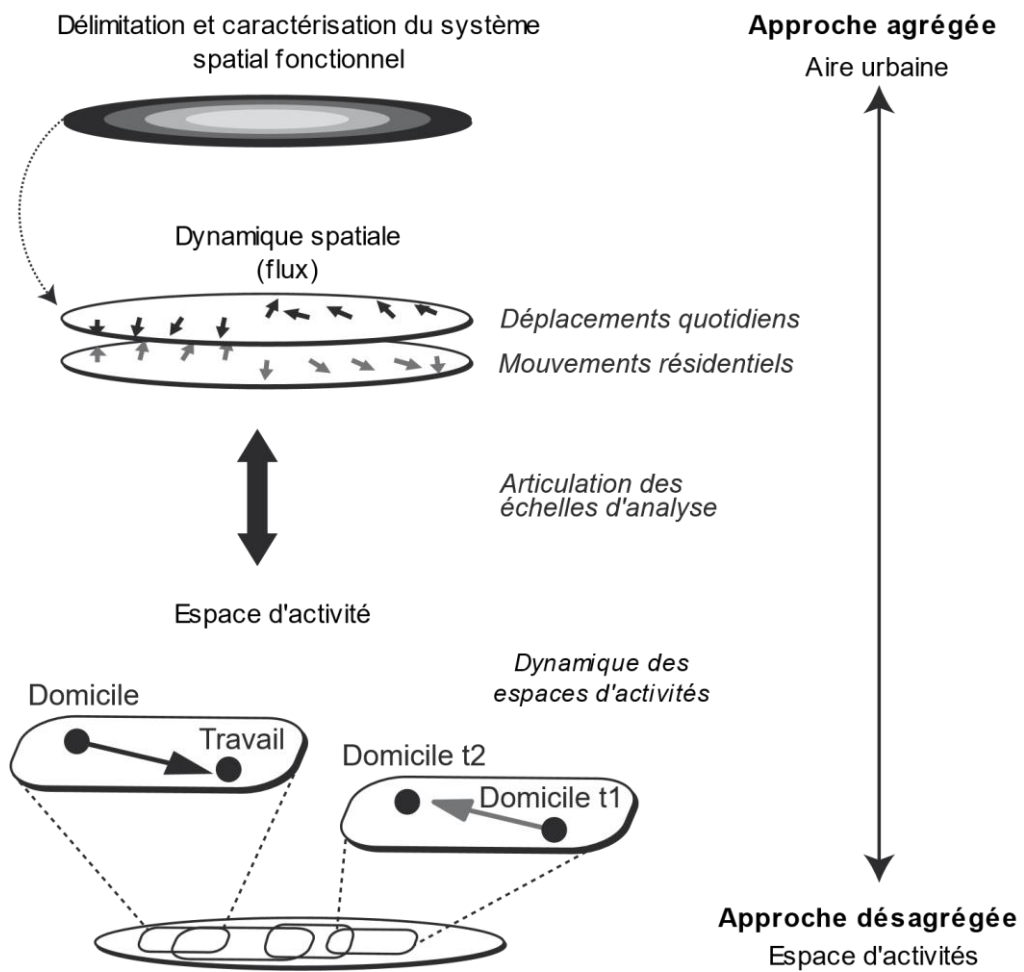 Délimitation et caractérisation du système
spatial fonctionnel
Approche agrégée
Aire urbaine
Dynamique spatiale
(flux)
Déplacements quotidiens
Mouvements résidentiels
Articulation des
échelles d'analyse
Espace d'activité
Dynamique des
espaces d'activités
Domicile
Travail
Domicile t2
Domicile t1
Approche désagrégée
Espace d'activités